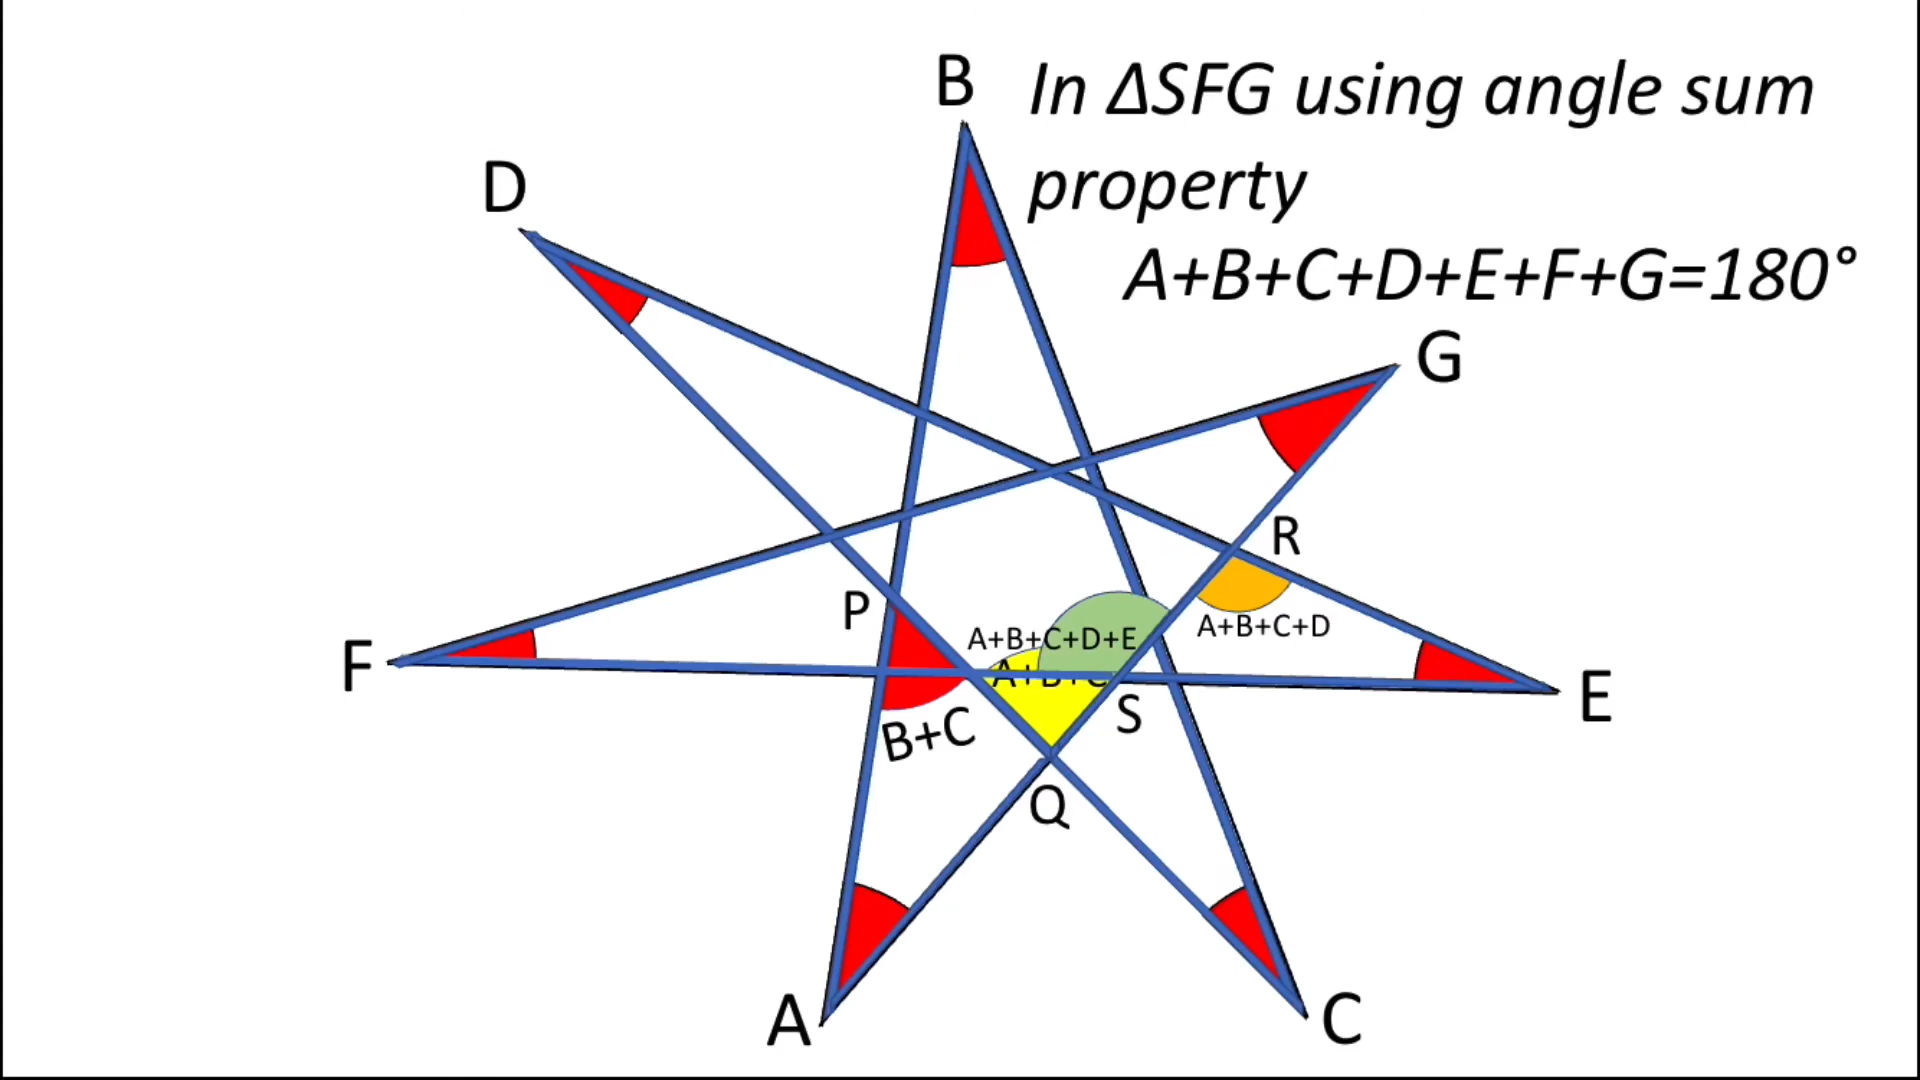 B
In ΔSFG using angle sum
property
A+B+C+D+E+F+G=180°
D
G
R
P
A+B+C+D+E
A+B+C+D
F
A+B+C
S
E
B+C
Q
A
C